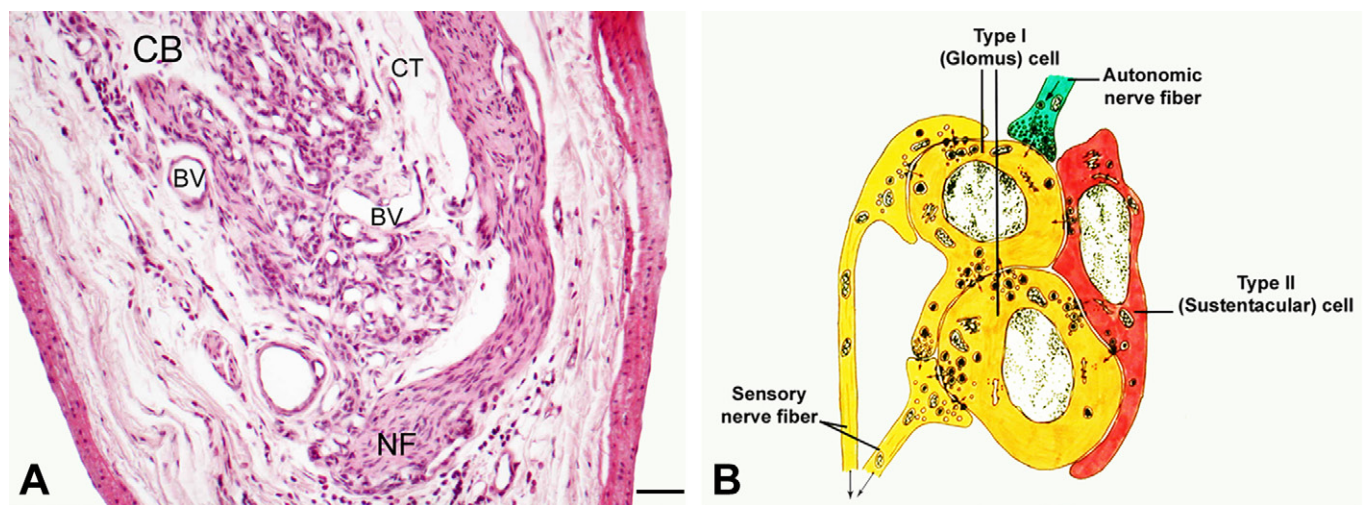 CB
CT
BV
BV
NF
A
Type I
(Glomus) cell
Autonomic
nerve fiber
Type II
(Sustentacular) cell
Sensory
nerve fiber
B